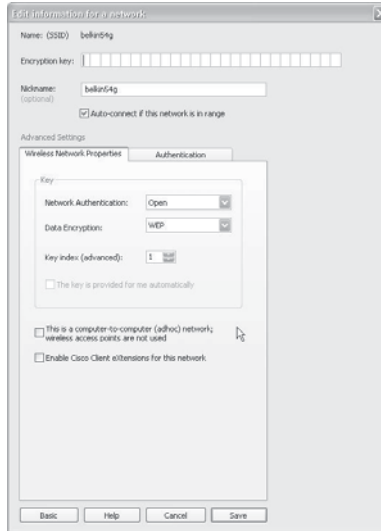 Edit information for a network
Name: (SSID) belkin54g
Encryption key:
Nickname: belkin54g
(optional)
Auto-connect if this network is in range
Advanced Settings
Wireless Network Properties Authentication
Key
Network Authentication: Open
Data Encryption: WEP
Key index (advanced): 1
The key is provided for me automatically
This is a computer-to-computer (adhoc) network;
wireless access points are not used
Enable Cisco Client eXtensions for this network
Basic Help Cancel Save